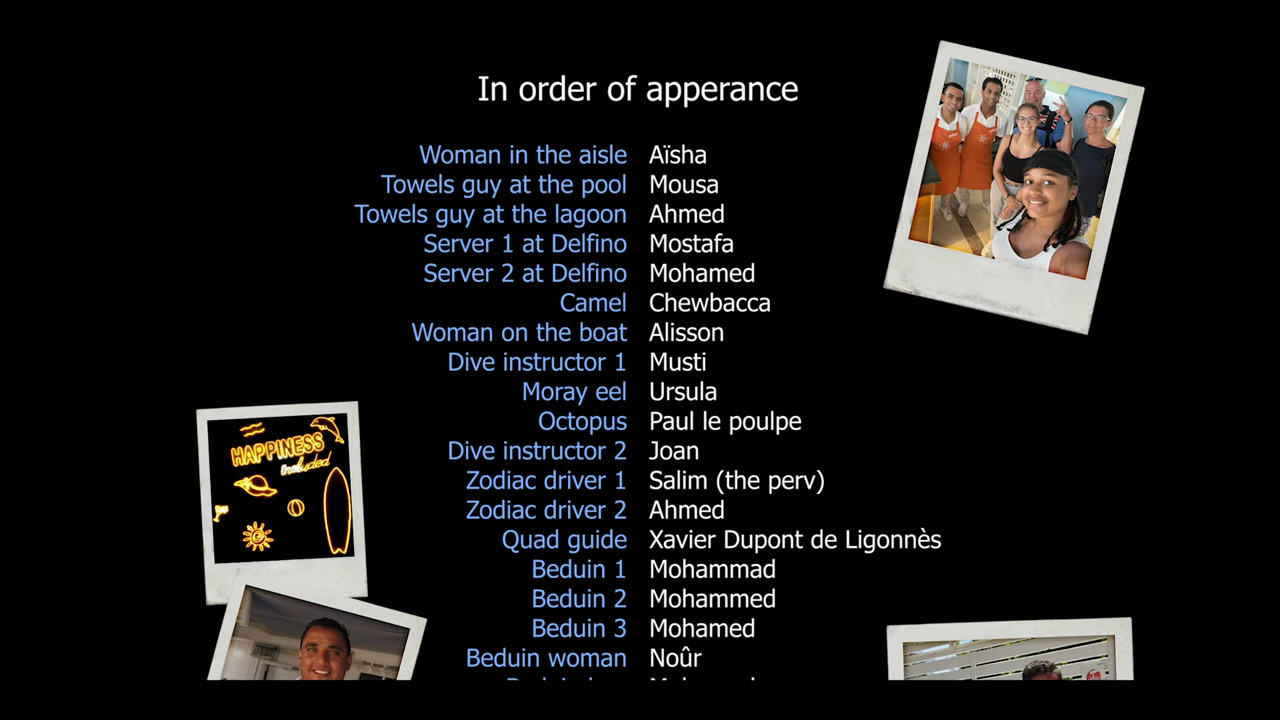 In order of apperance
Woman in the aisle Aïsha
Towels guy at the pool Mousa
Towels guy at the lagoon Ahmed
Server 1 at Delfino Mostafa
Server 2 at Delfino Mohamed
Camel Chewbacca
Woman on the boat Alisson
Dive instructor 1 Musti
Moray eel Ursula
Octopus Paul le poulpe
Dive instructor 2 Joan
Zodiac driver 1 Salim (the perv)
Zodiac driver 2 Ahmed
Quad guide Xavier Dupont de Ligonnès
Beduin 1 Mohammad
Beduin 2 Mohammed
Beduin 3 Mohamed
Beduin woman Noûr
HAPPINESS
included